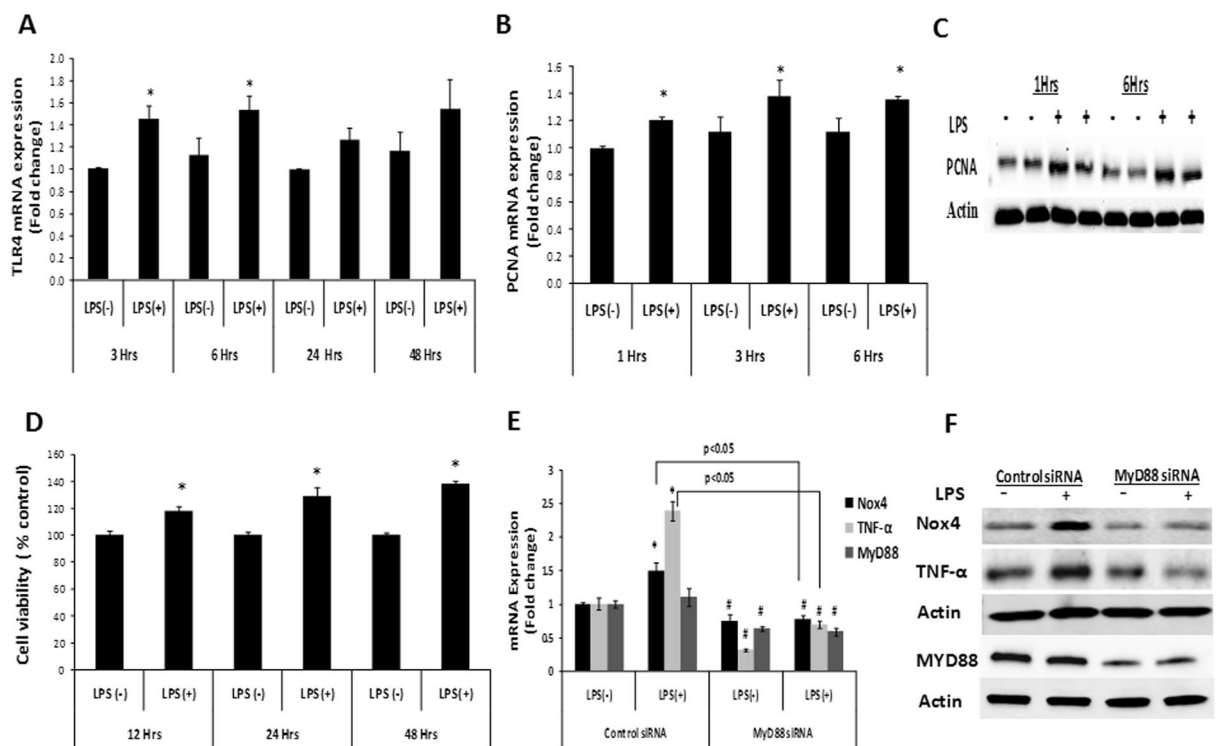 A
TLR4 mRNA expression
(Fold change)
2.0
1.8
1.6
1.4
1.2
1.0
0.8
0.6
0.4
0.2
0.0
* *
LPS(-) LPS(+) LPS(-) LPS(+) LPS(-) LPS(+) LPS(-) LPS(+)
3 Hrs 6 Hrs 24 Hrs 48 Hrs
B
PCNA mRNA expression
(Fold change)
1.6
1.4
1.2
1.0
0.8
0.6
0.4
0.2
0.0
* * *
LPS(-) LPS(+) LPS(-) LPS(+) LPS(-) LPS(+)
1 Hrs 3 Hrs 6 Hrs
C
1Hrs 6Hrs
LPS - - + + - - + +
PCNA
Actin
D
Cell viability ( % control)
160
140
120
100
80
60
40
20
0
* * *
LPS (-) LPS(+) LPS (-) LPS(+) LPS (-) LPS (+)
12 Hrs 24 Hrs 48 Hrs
E
p<0.05
p<0.05
mRNA Expression
(Fold change)
3
2.5
2
1.5
1
0.5
0
Nox4
TNF-α
MyD88
* *
# # # # # #
LPS(-) LPS(+) LPS(-) LPS(+)
Control siRNA MyD88 siRNA
F
Control siRNA MyD88 siRNA
LPS − + − +
Nox4
TNF-α
Actin
MYD88
Actin